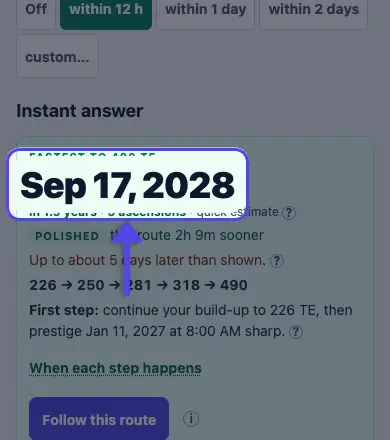 Off within 12 h within 1 day within 2 days
custom...
Instant answer
Sep 17, 2028
quick estimate ?
POLISHED route 2h 9m sooner
Up to about 5 days later than shown. ?
226 → 250 → 281 → 318 → 490
First step: continue your build-up to 226 TE, then
prestige Jan 11, 2027 at 8:00 AM sharp. ?
When each step happens
Follow this route i